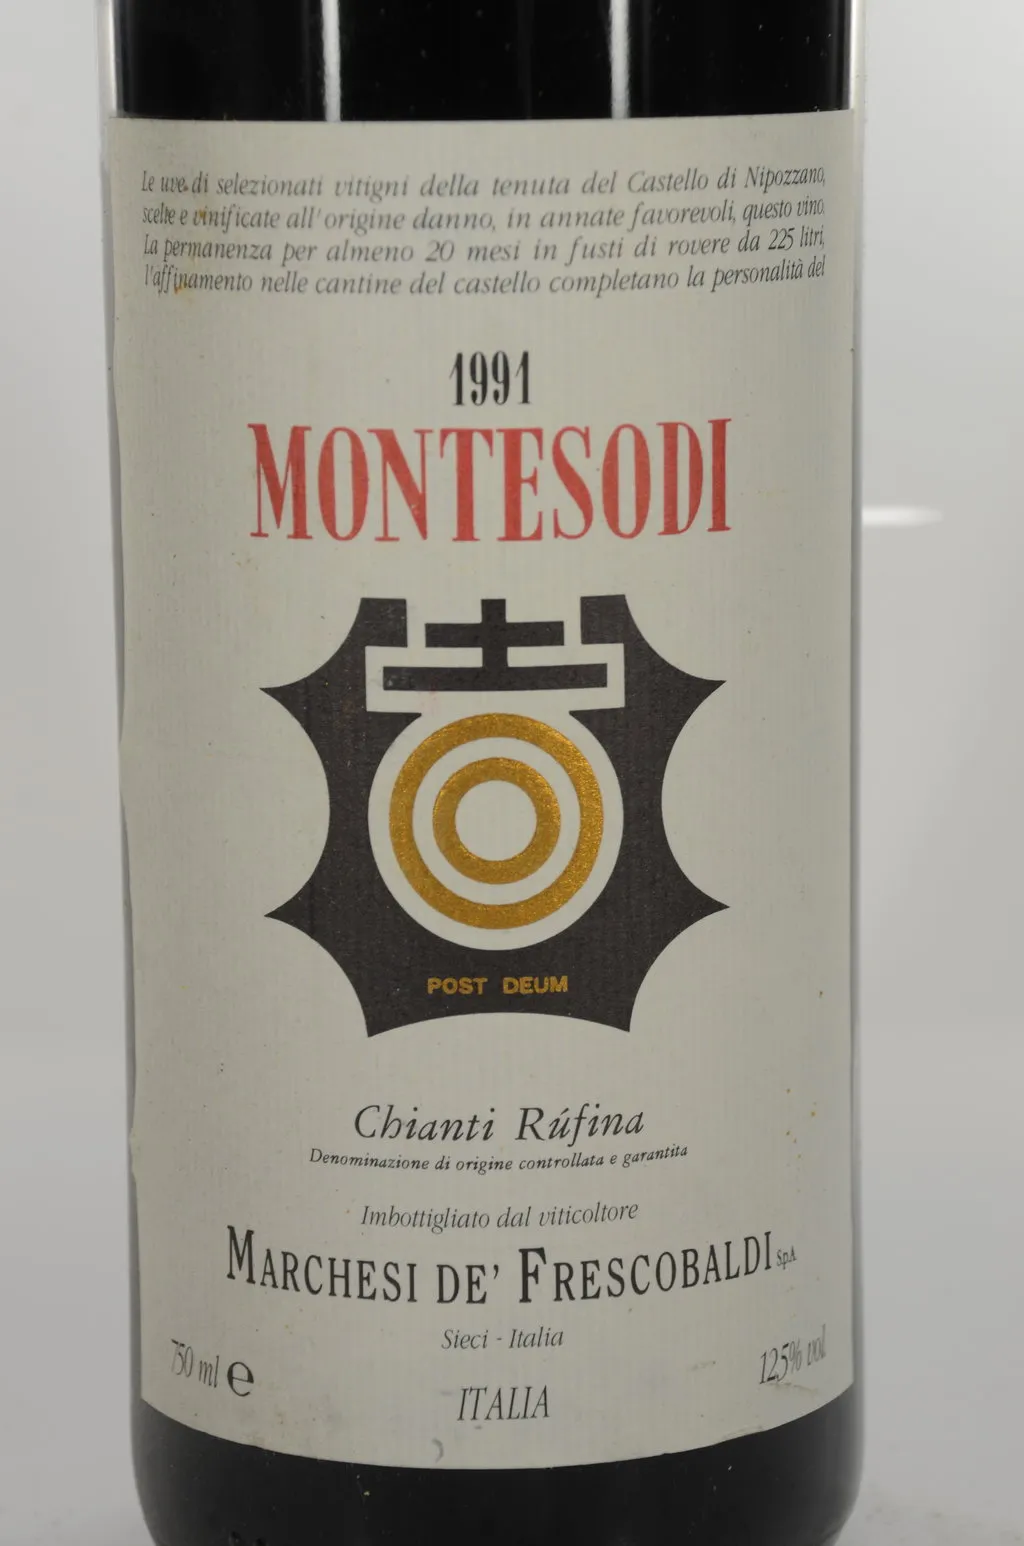 Le uve di selezionati vitigni della tenuta del Castello di Nipozzano,
scelte e vinificate all'origine danno, in annate favorevoli, questo vino.
La permanenza per almeno 20 mesi in fusti di rovere da 225 litri,
l'affinamento nelle cantine del castello completano la personalità del
1991
MONTESODI
POST DEUM
Chianti Rúfina
Denominazione di origine controllata e garantita
Imbottigliato dal viticoltore
MARCHESI DE' FRESCOBALDI S.p.A
Sieci - Italia
750 ml e 12,5% vol.
ITALIA